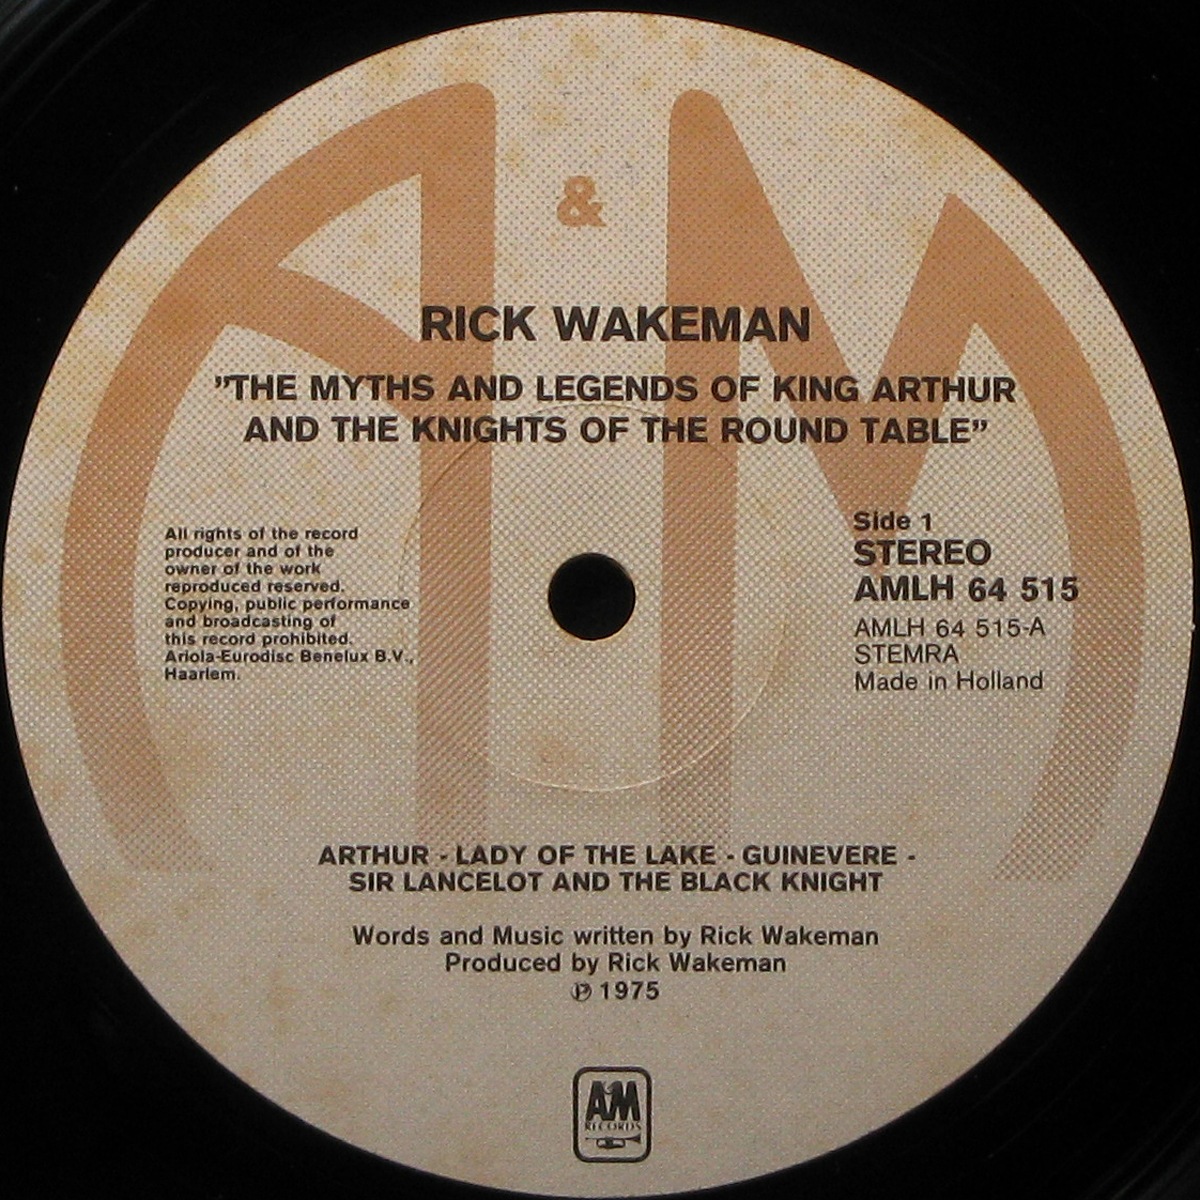 A & M
RICK WAKEMAN
”THE MYTHS AND LEGENDS OF KING ARTHUR
AND THE KNIGHTS OF THE ROUND TABLE”
All rights of the record
producer and of the
owner of the work
reproduced reserved.
Copying, public performance
and broadcasting of
this record prohibited.
Ariola-Eurodisc Benelux B.V.,
Haarlem.
Side 1
STEREO
AMLH 64 515
AMLH 64 515-A
STEMRA
Made in Holland
ARTHUR - LADY OF THE LAKE - GUINEVERE -
SIR LANCELOT AND THE BLACK KNIGHT
Words and Music written by Rick Wakeman
Produced by Rick Wakeman
℗ 1975
A&M
RECORDS